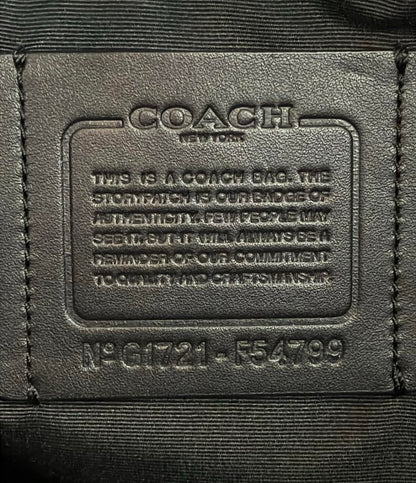 COACH
NEW YORK
THIS IS A COACH BAG. THE
STORYPATCH IS OUR BADGE OF
AUTHENTICITY. FEW PEOPLE MAY
SEE IT, BUT IT WILL ALWAYS BE A
REMINDER OF OUR COMMITMENT
TO QUALITY AND CRAFTSMANSHIP.
Nº G1721 - F54799